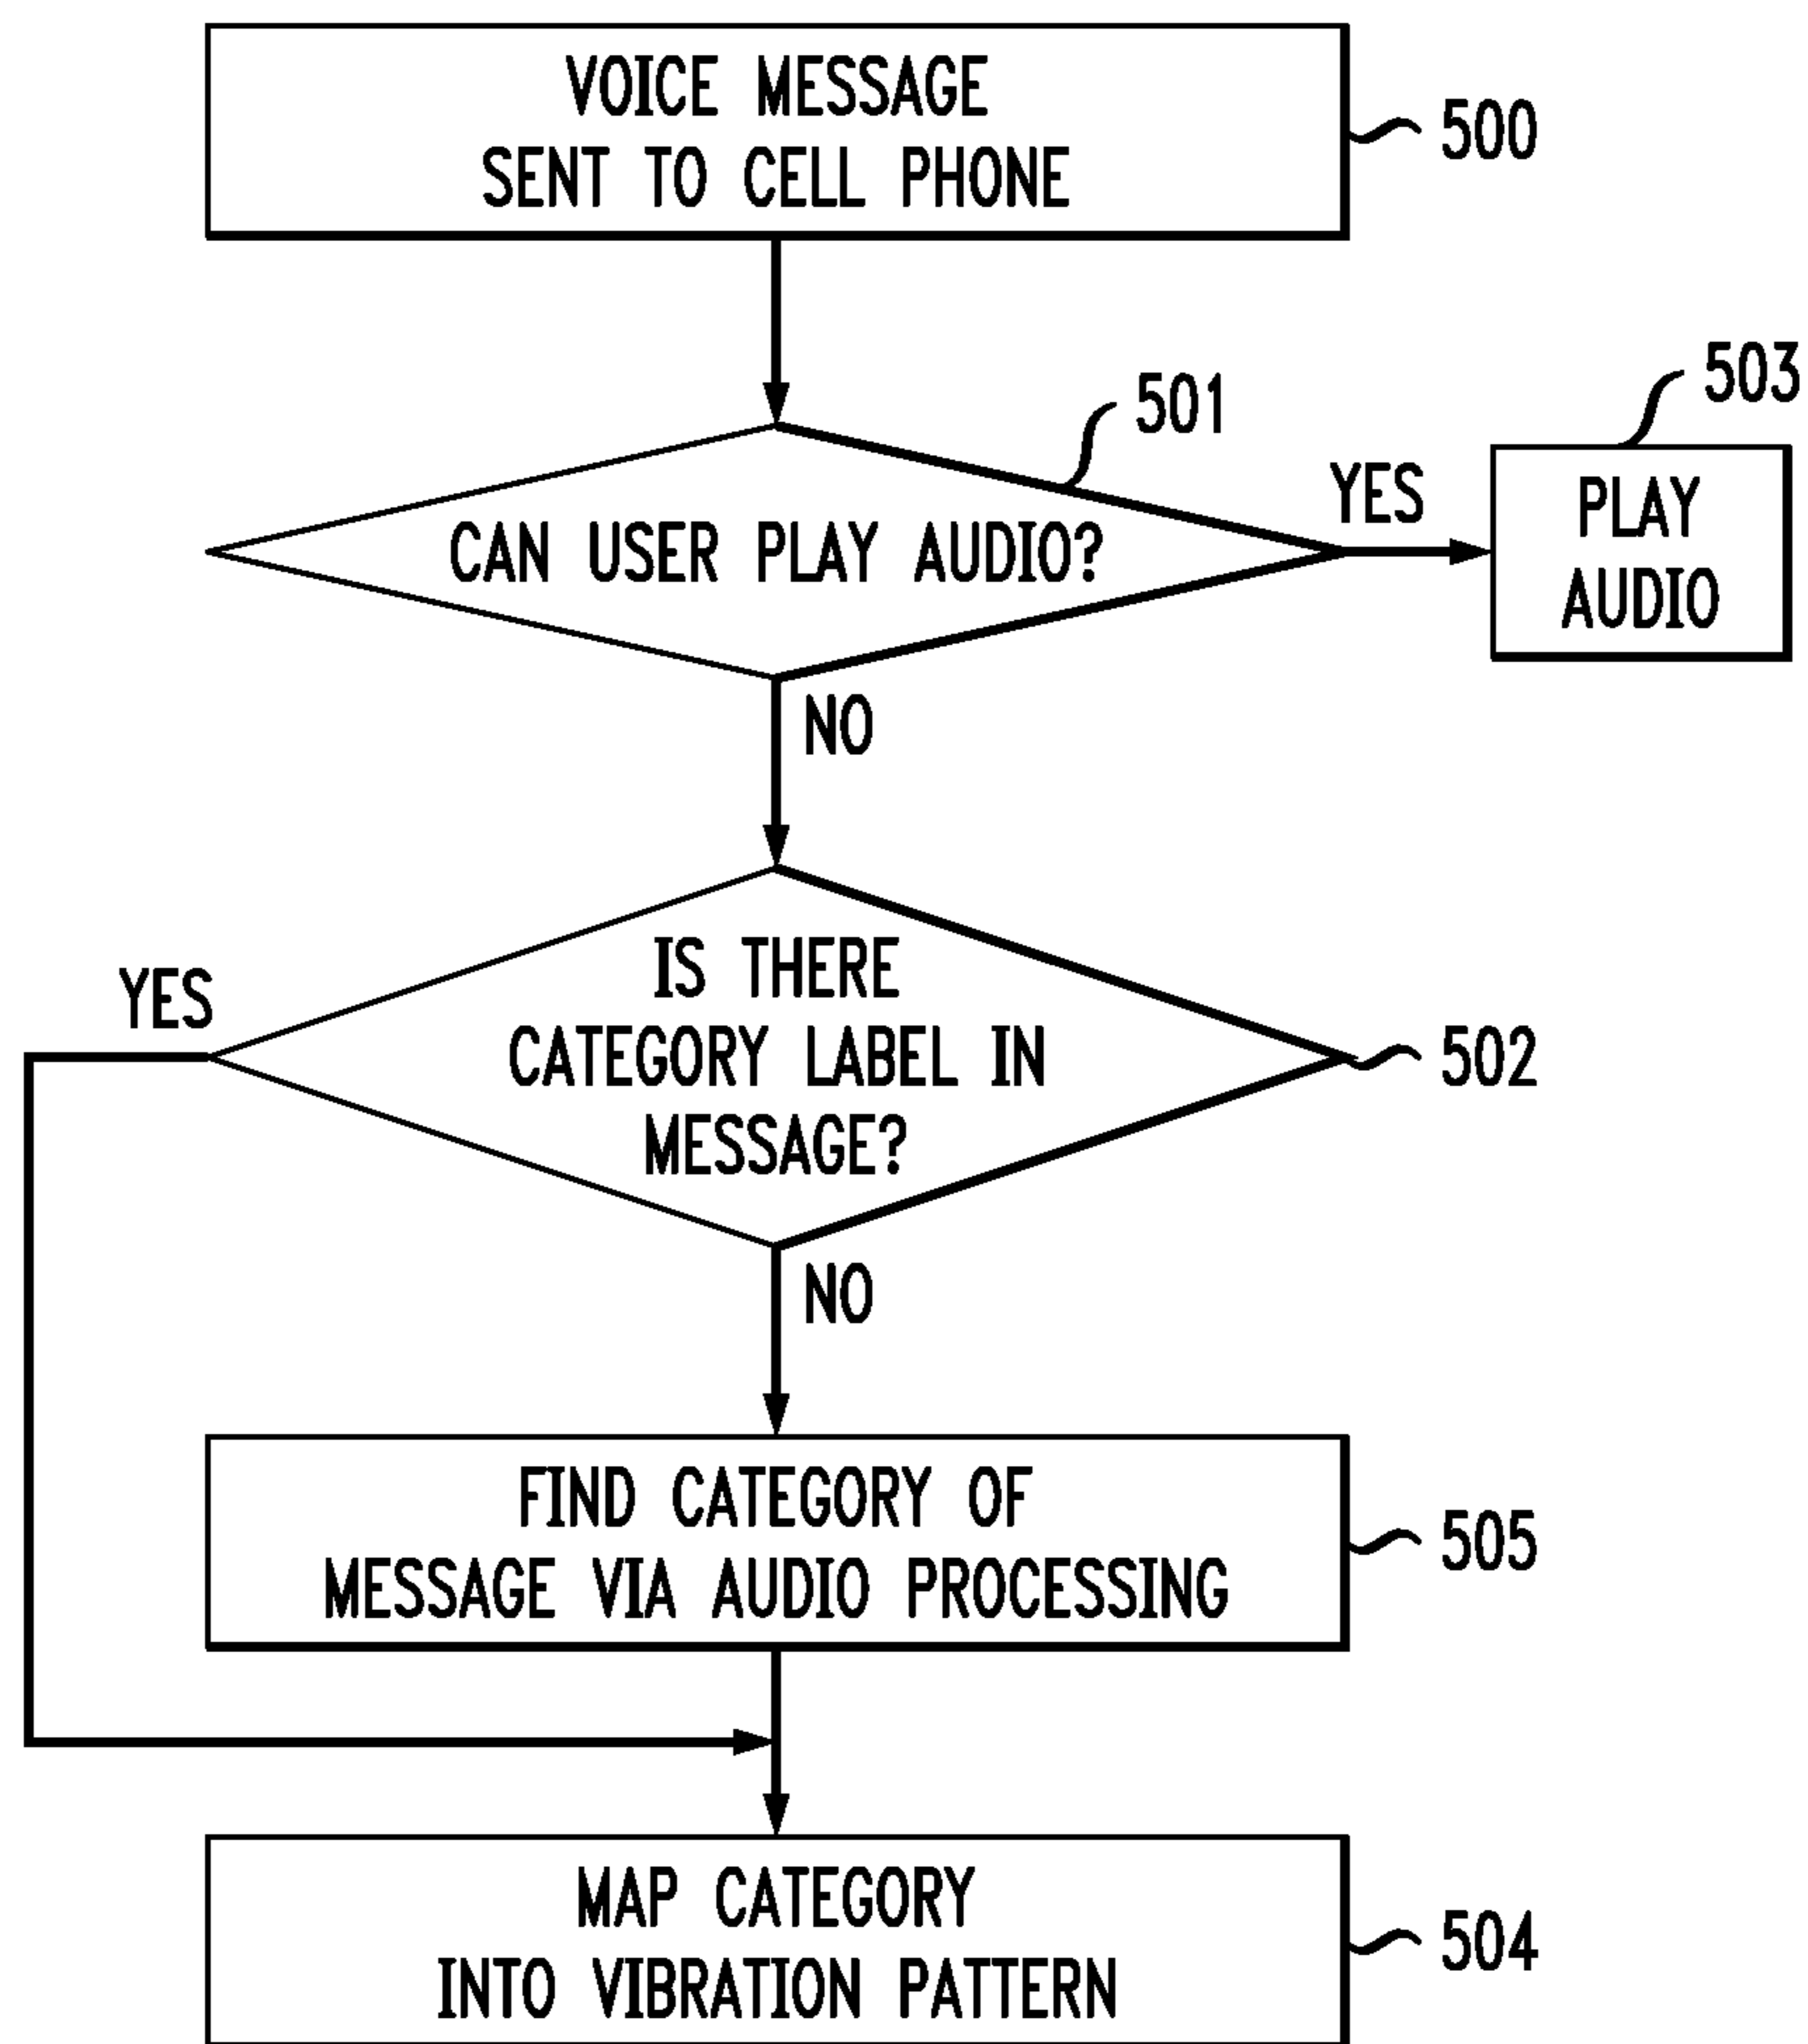 VOICE MESSAGE
SENT TO CELL PHONE
500
501
503
CAN USER PLAY AUDIO?
YES
PLAY
AUDIO
NO
IS THERE
CATEGORY LABEL IN
MESSAGE?
YES
502
NO
FIND CATEGORY OF
MESSAGE VIA AUDIO PROCESSING
505
MAP CATEGORY
INTO VIBRATION PATTERN
504